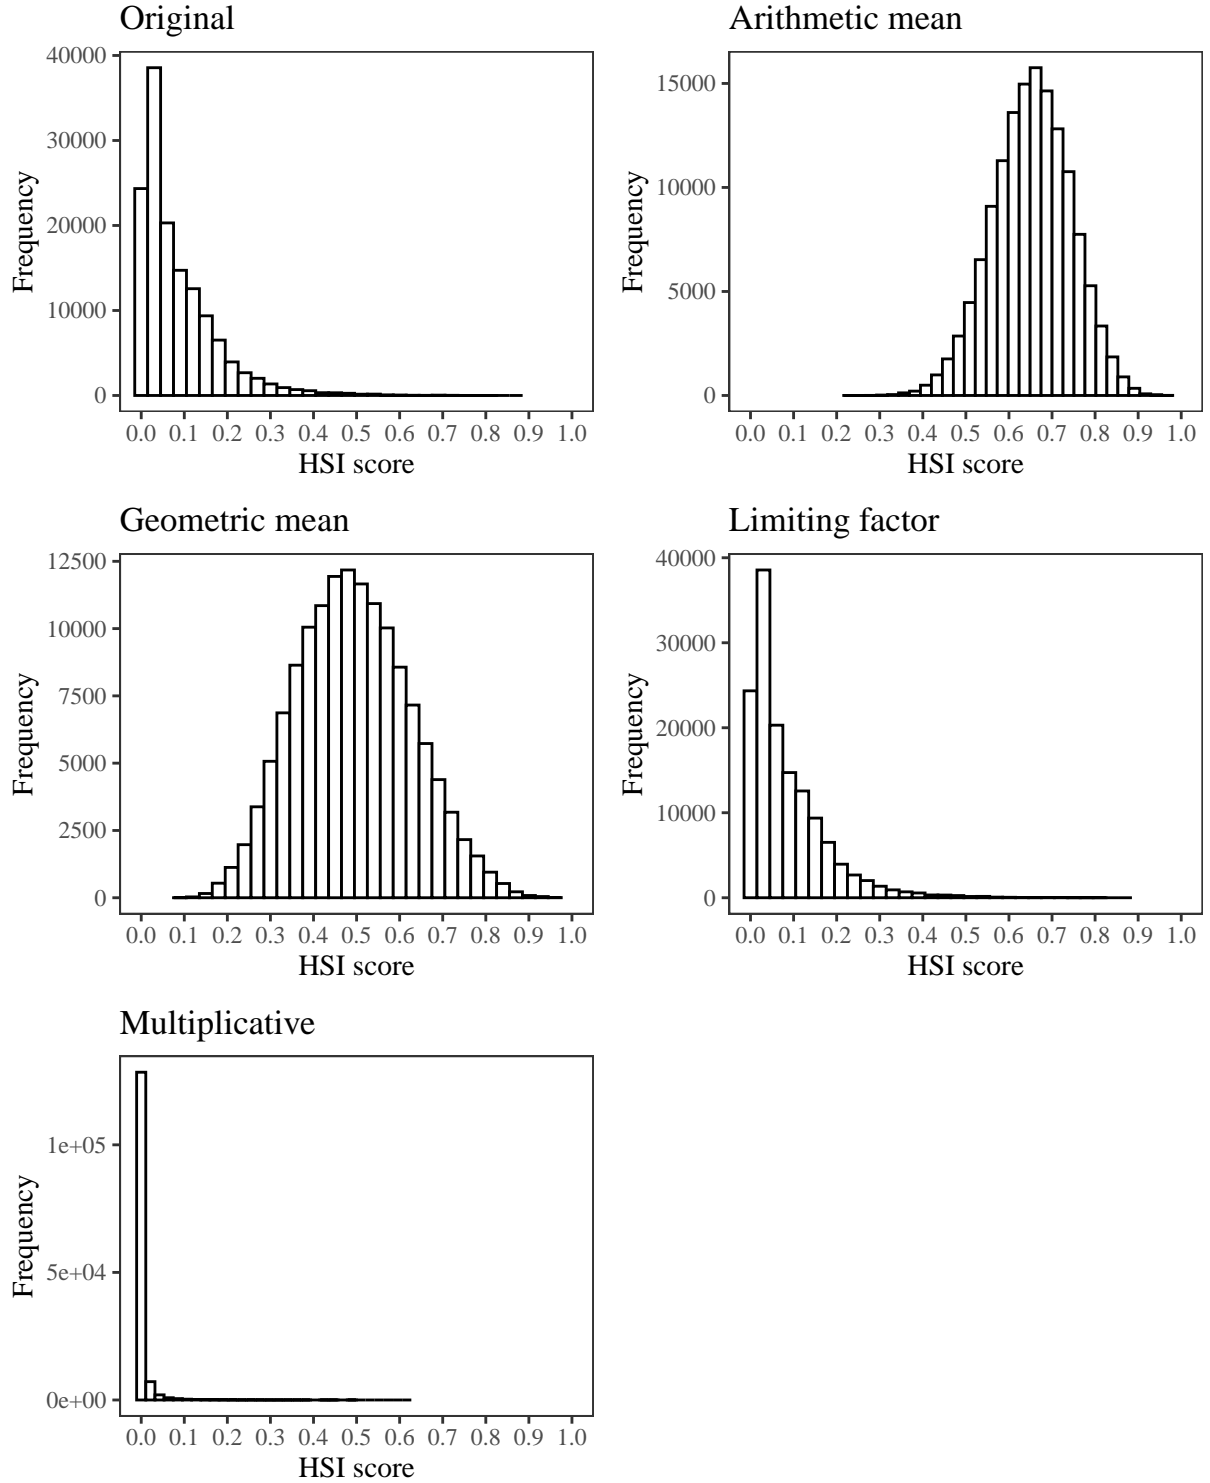 Original
40000
30000
20000
10000
0
Frequency
0.0 0.1 0.2 0.3 0.4 0.5 0.6 0.7 0.8 0.9 1.0
HSI score
Arithmetic mean
15000
10000
5000
0
Frequency
0.0 0.1 0.2 0.3 0.4 0.5 0.6 0.7 0.8 0.9 1.0
HSI score
Geometric mean
12500
10000
7500
5000
2500
0
Frequency
0.0 0.1 0.2 0.3 0.4 0.5 0.6 0.7 0.8 0.9 1.0
HSI score
Limiting factor
40000
30000
20000
10000
0
Frequency
0.0 0.1 0.2 0.3 0.4 0.5 0.6 0.7 0.8 0.9 1.0
HSI score
Multiplicative
1e+05
5e+04
0e+00
Frequency
0.0 0.1 0.2 0.3 0.4 0.5 0.6 0.7 0.8 0.9 1.0
HSI score